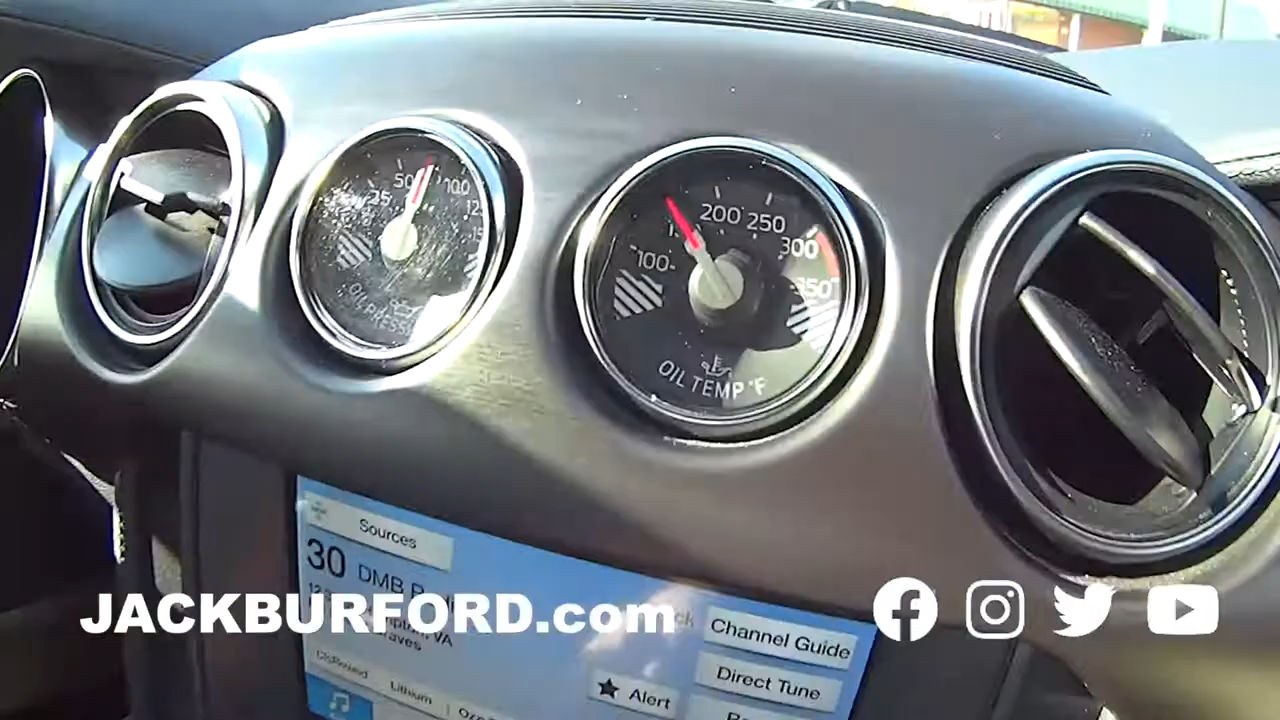 25 50 100
OIL PRESS
100 200 250 300 350
OIL TEMP °F
Sources
30 DMB
VA
Channel Guide
Direct Tune
Alert
Lithium
JACKBURFORD.com